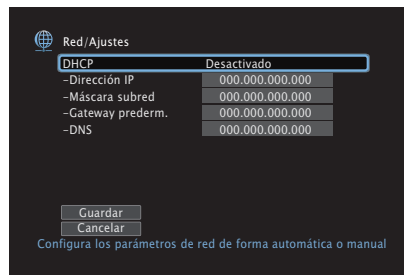 Red/Ajustes
DHCP Desactivado
–Dirección IP 000.000.000.000
–Máscara subred 000.000.000.000
–Gateway prederm. 000.000.000.000
–DNS 000.000.000.000
Guardar
Cancelar
Configura los parámetros de red de forma automática o manual